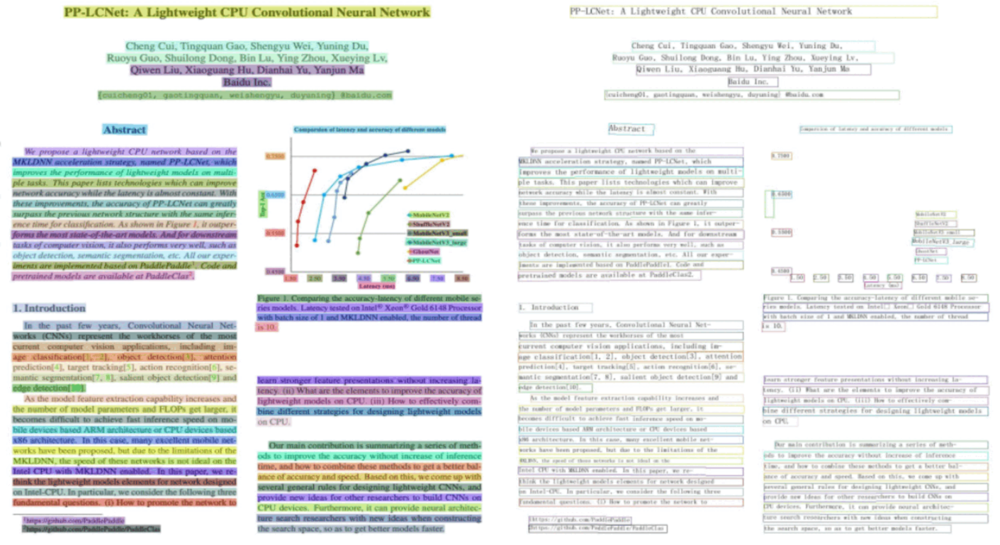 PP-LCNet: A Lightweight CPU Convolutional Neural Network
Cheng Cui, Tingquan Gao, Shengyu Wei, Yuning Du,
Ruoyu Guo, Shuilong Dong, Bin Lu, Ying Zhou, Xueying Lv,
Qiwen Liu, Xiaoguang Hu, Dianhai Yu, Yanjun Ma
Baidu Inc.
{cuicheng01, gaotingquan, weishengyu, duyuning} @baidu.com
Abstract
We propose a lightweight CPU network based on the
MKLDNN acceleration strategy, named PP-LCNet, which
improves the performance of lightweight models on multi-
ple tasks. This paper lists technologies which can improve
network accuracy while the latency is almost constant. With
these improvements, the accuracy of PP-LCNet can greatly
surpass the previous network structure with the same infer-
ence time for classification. As shown in Figure 1, it outper-
forms the most state-of-the-art models. And for downstream
tasks of computer vision, it also performs very well, such as
object detection, semantic segmentation, etc. All our exper-
iments are implemented based on PaddlePaddle¹. Code and
pretrained models are available at PaddleClas².
1. Introduction
In the past few years, Convolutional Neural Net-
works (CNNs) represent the workhorses of the most
current computer vision applications, including im-
age classification[1, 2], object detection[3], attention
prediction[4], target tracking[5], action recognition[6], se-
mantic segmentation[7, 8], salient object detection[9] and
edge detection[10].
As the model feature extraction capability increases and
the number of model parameters and FLOPs get larger, it
becomes difficult to achieve fast inference speed on mo-
bile devices based ARM architecture or CPU devices based
x86 architecture. In this case, many excellent mobile net-
works have been proposed, but due to the limitations of the
MKLDNN, the speed of these networks is not ideal on the
Intel CPU with MKLDNN enabled. In this paper, we re-
think the lightweight models elements for network designed
on Intel-CPU. In particular, we consider the following three
fundamental questions. (i) How to promote the network to
¹https://github.com/PaddlePaddle
²https://github.com/PaddlePaddle/PaddleClas
Comparsion of latency and accuracy of different models
0.7500
0.6500
0.5500
0.4500
Top-1 Acc
MobileNetV2
ShuffleNetV2
MobileNetV3_small
MobileNetV3_large
GhostNet
PP-LCNet
1.50 2.50 3.50 4.50 5.50 6.50 7.50 8.50
Latency (ms)
Figure 1. Comparing the accuracy-latency of different mobile se-
ries models. Latency tested on Intel® Xeon® Gold 6148 Processor
with batch size of 1 and MKLDNN enabled, the number of thread
is 10.
learn stronger feature presentations without increasing la-
tency. (ii) What are the elements to improve the accuracy of
lightweight models on CPU. (iii) How to effectively com-
bine different strategies for designing lightweight models
on CPU.
Our main contribution is summarizing a series of meth-
ods to improve the accuracy without increase of inference
time, and how to combine these methods to get a better bal-
ance of accuracy and speed. Based on this, we come up with
several general rules for designing lightweight CNNs, and
provide new ideas for other researchers to build CNNs on
CPU devices. Furthermore, it can provide neural architec-
ture search researchers with new ideas when constructing
the search space, so as to get better models faster.
PP-LCNet: A Lightweight CPU Convolutional Neural Network
Cheng Cui, Tingquan Gao, Shengyu Wei, Yuning Du,
Ruoyu Guo, Shuilong Dong, Bin Lu, Ying Zhou, Xueying Lv,
Qiwen Liu, Xiaoguang Hu, Dianhai Yu, Yanjun Ma
Baidu Inc.
{cuicheng01, gaotingquan, weishengyu, duyuning} @baidu.com
Abstract
We propose a lightweight CPU network based on the
MKLDNN acceleration strategy, named PP-LCNet, which
improves the performance of lightweight models on multi-
ple tasks. This paper lists technologies which can improve
network accuracy while the latency is almost constant. With
these improvements, the accuracy of PP-LCNet can greatly
surpass the previous network structure with the same infer-
ence time for classification. As shown in Figure 1, it outper-
forms the most state-of-the-art models. And for downstream
tasks of computer vision, it also performs very well, such as
object detection, semantic segmentation, etc. All our exper-
iments are implemented based on PaddlePaddle1. Code and
pretrained models are available at PaddleClas2.
1. Introduction
In the past few years, Convolutional Neural Net-
works (CNNs) represent the workhorses of the most
current computer vision applications, including im-
age classification[1, 2], object detection[3], attention
prediction[4], target tracking[5], action recognition[6], se-
mantic segmentation[7, 8], salient object detection[9] and
edge detection[10].
As the model feature extraction capability increases and
the number of model parameters and FLOPs get larger, it
becomes difficult to achieve fast inference speed on mo-
bile devices based ARM architecture or CPU devices based
x86 architecture. In this case, many excellent mobile net-
works have been proposed, but due to the limitations of the
MKLDNN, the speed of these networks is not ideal on the
Intel CPU with MKLDNN enabled. In this paper, we re-
think the lightweight models elements for network designed
on Intel-CPU. In particular, we consider the following three
fundamental questions. (i) How to promote the network to
1https://github.com/PaddlePaddle
2https://github.com/PaddlePaddle/PaddleClas
Comparsion of latency and accuracy of different models
0.7500
0.6500
0.5500
0.4500
MobileNetV2
ShuffleNetV2
MobileNetV3_small
MobileNetV3_large
GhostNet
PP-LCNet
1.50 2.50 3.50 4.50 5.50 6.50 7.50 8.50
Latency (ms)
Figure 1. Comparing the accuracy-latency of different mobile se-
ries models. Latency tested on Intel□ Xeon□ Gold 6148 Processor
with batch size of 1 and MKLDNN enabled, the number of thread
is 10.
learn stronger feature presentations without increasing la-
tency. (ii) What are the elements to improve the accuracy of
lightweight models on CPU. (iii) How to effectively com-
bine different strategies for designing lightweight models
on CPU.
Our main contribution is summarizing a series of meth-
ods to improve the accuracy without increase of inference
time, and how to combine these methods to get a better bal-
ance of accuracy and speed. Based on this, we come up with
several general rules for designing lightweight CNNs, and
provide new ideas for other researchers to build CNNs on
CPU devices. Furthermore, it can provide neural architec-
ture search researchers with new ideas when constructing
the search space, so as to get better models faster.